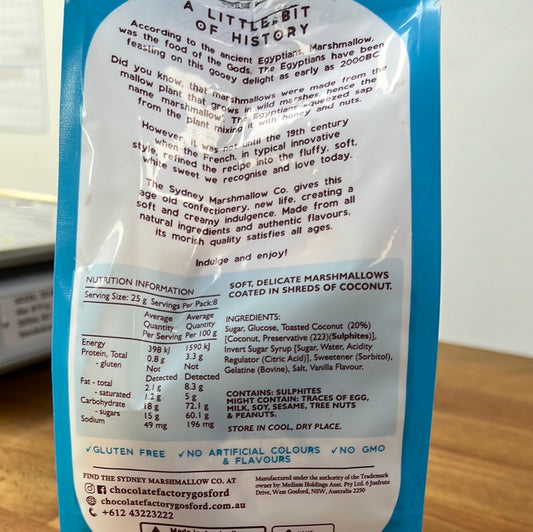 A LITTLE BIT
OF HISTORY
According to the ancient Egyptians, Marshmallow,
was the food of the Gods. The Egyptians have been
feasting on this gooey delight as early as 2000BC
Did you know, that marshmallows were made from the
mallow plant that grows in wild marshes, hence the
name marshmallow. The Egyptians squeezed sap
from the plant mixing it with honey and nuts.
However, it was not until the 19th century
when the French, in typical innovative
style, refined the recipe into the fluffy, soft,
white sweet we recognise and love today.
The Sydney Marshmallow Co. gives this
age old confectionery, new life, creating a
soft and creamy indulgence. Made from all
natural ingredients and authentic flavours,
its morish quality satisfies all ages.
Indulge and enjoy!
NUTRITION INFORMATION
Serving Size: 25 g Servings Per Pack:8
Average Average
Quantity Quantity
Per Serving Per 100 g
Energy 398 kJ 1590 kJ
Protein, Total 0.8 g 3.3 g
- gluten Not Not
Detected Detected
Fat - total 2.1 g 8.3 g
- saturated 1.2 g 5 g
Carbohydrate 18 g 72.1 g
- sugars 15 g 60.1 g
Sodium 49 mg 196 mg
SOFT, DELICATE MARSHMALLOWS
COATED IN SHREDS OF COCONUT.
INGREDIENTS:
Sugar, Glucose, Toasted Coconut (20%)
[Coconut, Preservative (223)(Sulphites)],
Invert Sugar Syrup [Sugar, Water, Acidity
Regulator (Citric Acid)], Sweetener (Sorbitol),
Gelatine (Bovine), Salt, Vanilla Flavour.
CONTAINS: SULPHITES
MIGHT CONTAIN: TRACES OF EGG,
MILK, SOY, SESAME, TREE NUTS
& PEANUTS.
STORE IN COOL, DRY PLACE.
✓GLUTEN FREE ✓NO ARTIFICIAL COLOURS ✓NO GMO
& FLAVOURS
FIND THE SYDNEY MARSHMALLOW CO. AT
chocolatefactorygosford
chocolatefactorygosford.com.au
+612 43223222
Manufactured under the authority of the Trademark
owner by: Medium Holdings Aust. Pty Ltd. 6 Jusfrute
Drive, West Gosford, NSW, Australia 2250